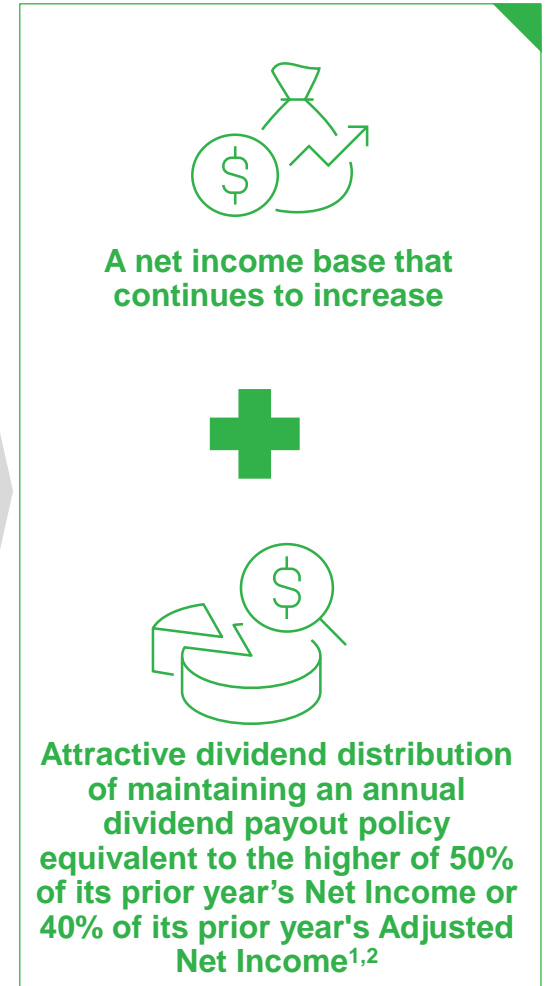 $
A net income base that
continues to increase
$
Attractive dividend distribution
of maintaining an annual
dividend payout policy
equivalent to the higher of 50%
of its prior year’s Net Income or
40% of its prior year's Adjusted
Net Income1,2